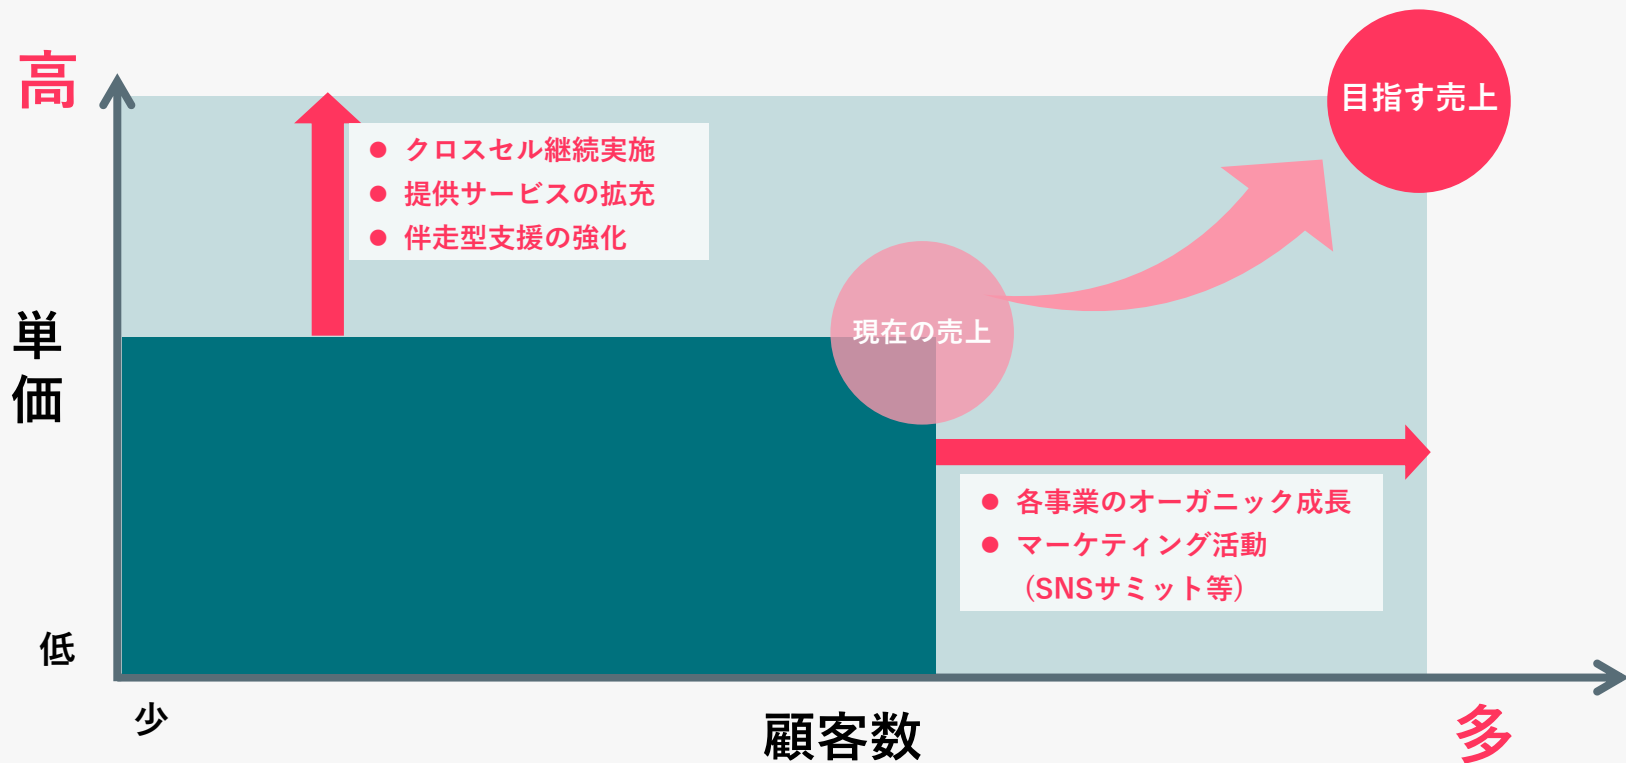 高
目指す売上
● クロスセル継続実施
● 提供サービスの拡充
● 伴走型支援の強化
現在の売上
単
価
● 各事業のオーガニック成長
● マーケティング活動
（SNSサミット等）
低
少
顧客数
多